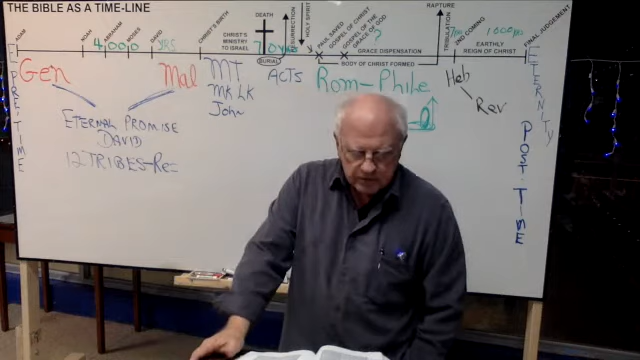 THE BIBLE AS A TIME-LINE
ADAM
NOAH
ABRAHAM
MOSES
DAVID
CHRIST'S BIRTH
CHRIST'S MINISTRY TO ISRAEL
DEATH
BURIAL
RESURRECTION
HOLY SPIRIT
PAUL SAVED
GOSPEL OF CHRIST
GOSPEL OF THE GRACE OF GOD
GRACE DISPENSATION
BODY OF CHRIST FORMED
RAPTURE
TRIBULATION
2ND COMING
EARTHLY REIGN OF CHRIST
FINAL JUDGEMENT
4000 YRS
?
PRE-TIME
Gen
Mal
MT
MK LK
John
ACTS
Rom-Phile
Heb
Rev
ETERNAL PROMISE
DAVID
12 TRIBES-Re
ETERNITY
POST-TIME